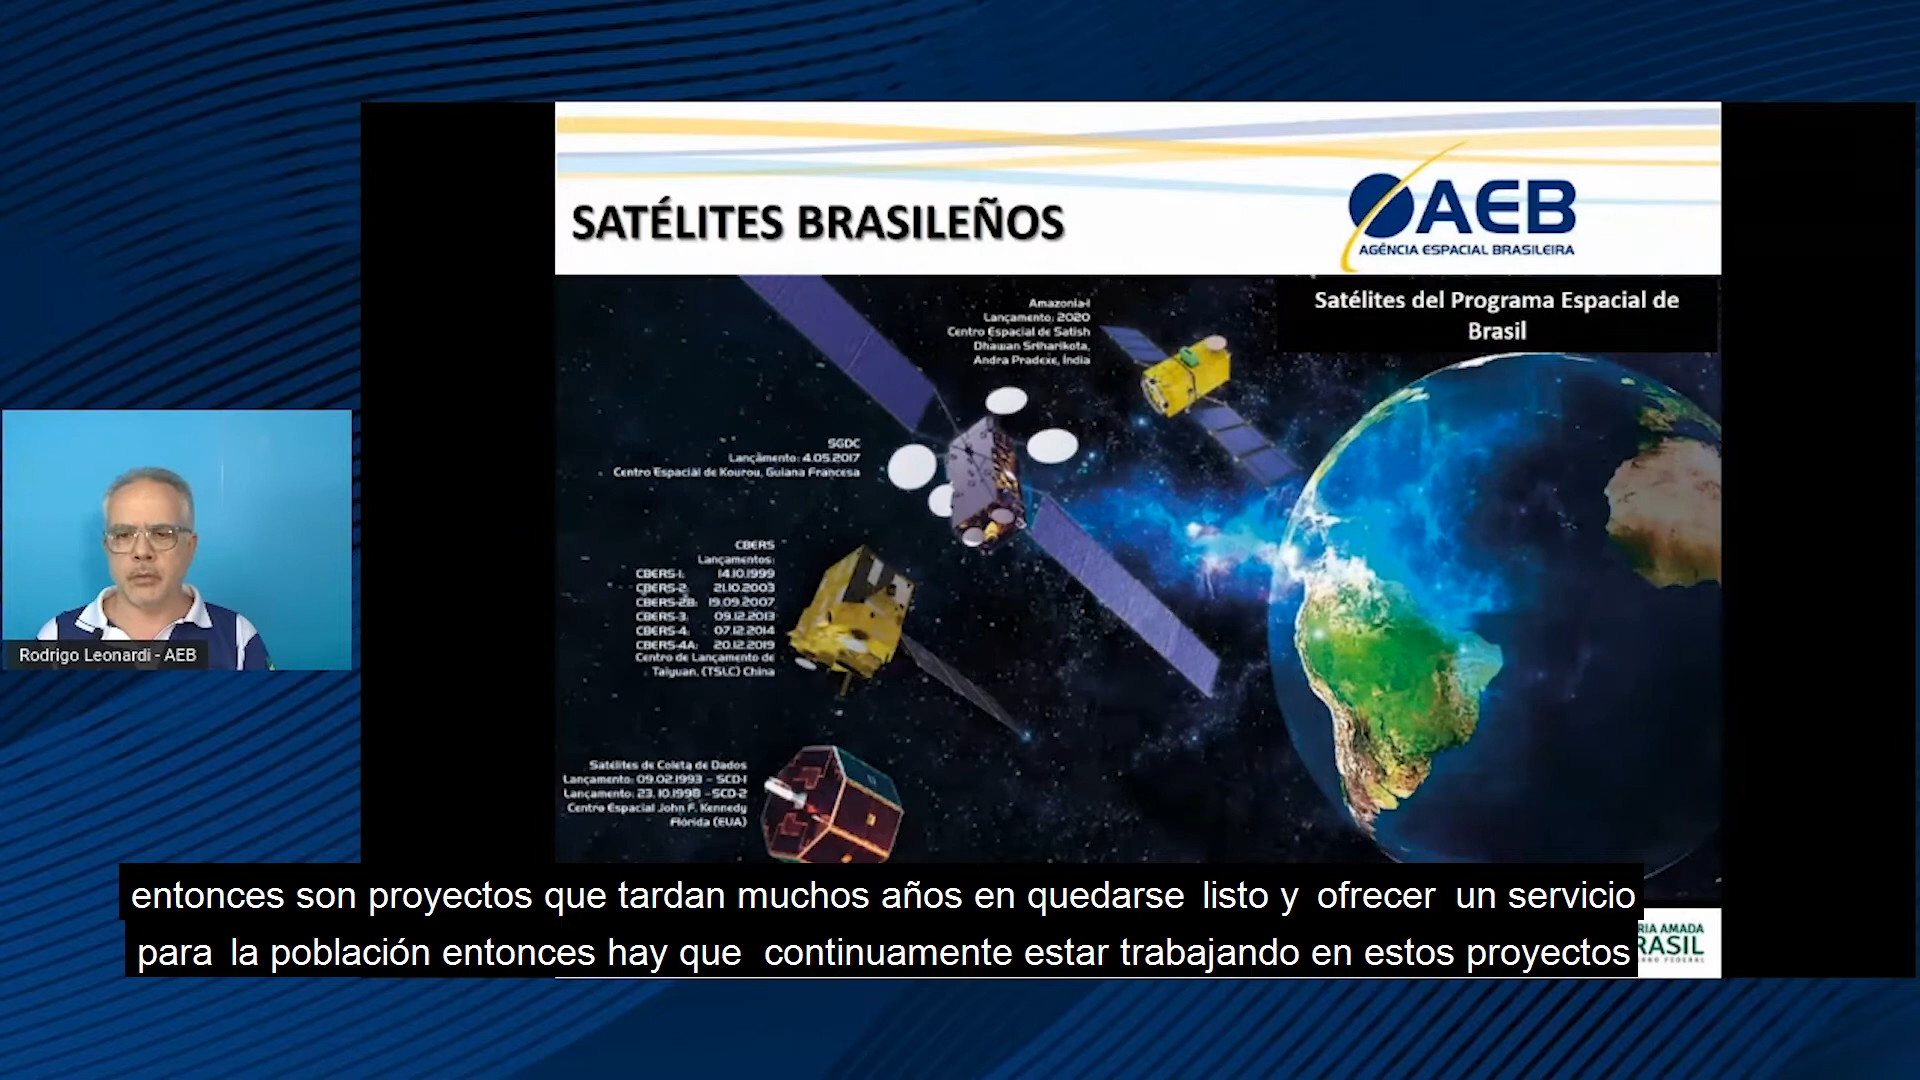 SATÉLITES BRASILEÑOS
AEB
AGÊNCIA ESPACIAL BRASILEIRA
Satélites del Programa Espacial de
Brasil
Amazonia-I
Lançamento: 2020
Centro Espacial de Satish
Dhawan Sriharikota,
Andra Pradexe, Índia
SGDC
Lançamento: 4.05.2017
Centro Espacial de Kourou, Guiana Francesa
CBERS
Lançamentos:
CBERS-1: 14.10.1999
CBERS-2: 21.10.2003
CBERS-2B: 19.09.2007
CBERS-3: 09.12.2013
CBERS-4: 07.12.2014
CBERS-4A: 20.12.2019
Centro de Lançamento de
Taiyuan, (TSLC) China
Satélites de Coleta de Dados
Lançamento: 09.02.1993 – SCD-1
Lançamento: 23.10.1998 – SCD-2
Centro Espacial John F. Kennedy
Flórida (EUA)
Rodrigo Leonardi - AEB
entonces son proyectos que tardan muchos años en quedarse listo y ofrecer un servicio
para la población entonces hay que continuamente estar trabajando en estos proyectos
RIA AMADA
RASIL
FEDERAL